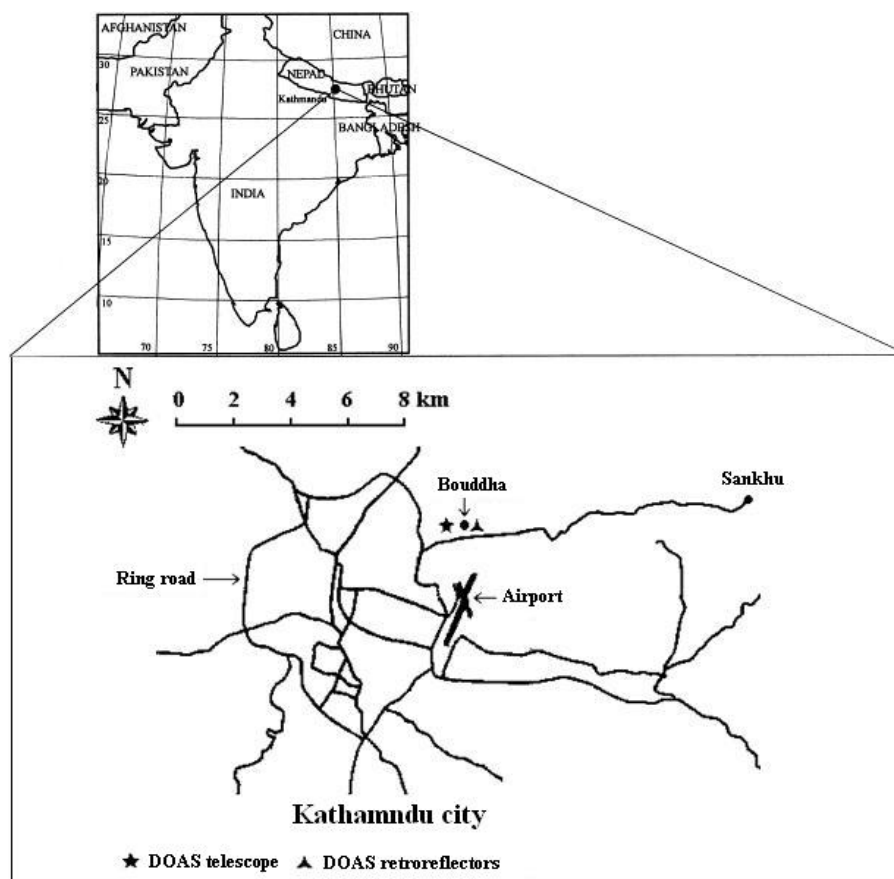 AFGHANISTAN
CHINA
30
PAKISTAN
NEPAD
BHUTAN
Kathmandu
25
BANGLADESH
20
INDIA
15
10
70 75 80 85 90
N
0 2 4 6 8 km
Bouddha
Sankhu
Ring road
Airport
Kathamndu city
DOAS telescope DOAS retroreflectors